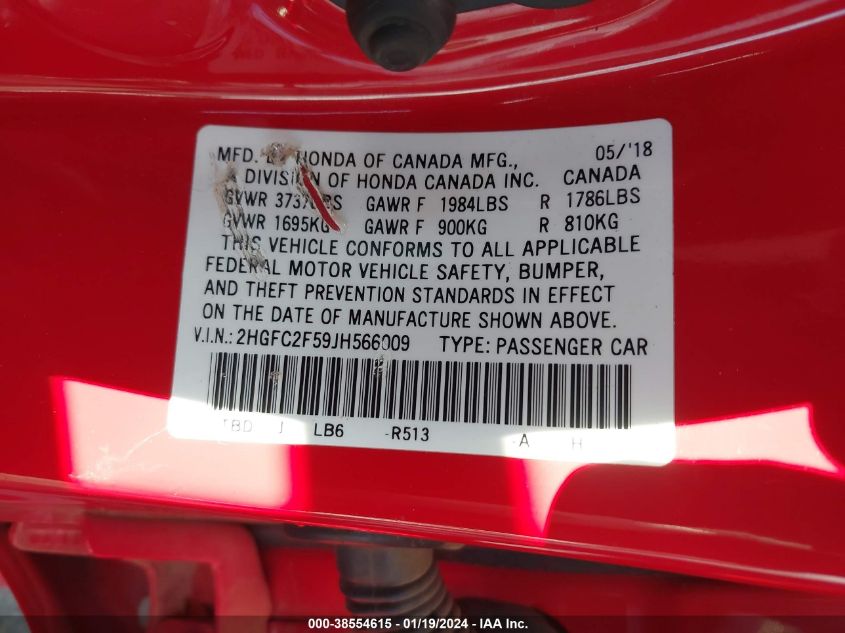 MFD. BY HONDA OF CANADA MFG., 05/'18
A DIVISION OF HONDA CANADA INC. CANADA
GVWR 3737LBS GAWR F 1984LBS R 1786LBS
GVWR 1695KG GAWR F 900KG R 810KG
THIS VEHICLE CONFORMS TO ALL APPLICABLE
FEDERAL MOTOR VEHICLE SAFETY, BUMPER,
AND THEFT PREVENTION STANDARDS IN EFFECT
ON THE DATE OF MANUFACTURE SHOWN ABOVE.
V.I.N.: 2HGFC2F59JH566009 TYPE: PASSENGER CAR
TBD J LB6 -R513 -A H
000-38554615 - 01/19/2024 - IAA Inc.